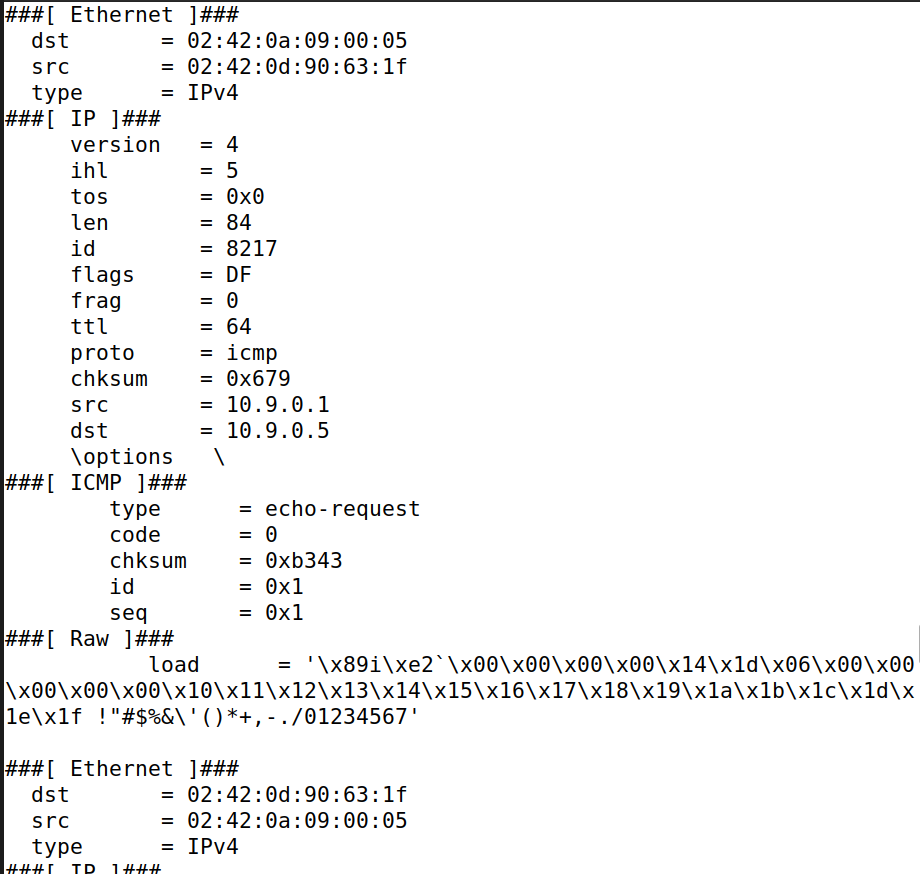 ###[ Ethernet ]###
  dst       = 02:42:0a:09:00:05
  src       = 02:42:0d:90:63:1f
  type      = IPv4
###[ IP ]###
     version   = 4
     ihl       = 5
     tos       = 0x0
     len       = 84
     id        = 8217
     flags     = DF
     frag      = 0
     ttl       = 64
     proto     = icmp
     chksum    = 0x679
     src       = 10.9.0.1
     dst       = 10.9.0.5
     \options   \
###[ ICMP ]###
        type      = echo-request
        code      = 0
        chksum    = 0xb343
        id        = 0x1
        seq       = 0x1
###[ Raw ]###
           load      = '\x89i\xe2`\x00\x00\x00\x00\x14\x1d\x06\x00\x00
\x00\x00\x00\x10\x11\x12\x13\x14\x15\x16\x17\x18\x19\x1a\x1b\x1c\x1d\x
1e\x1f !"#$%&\'()*+,-./01234567'

###[ Ethernet ]###
  dst       = 02:42:0d:90:63:1f
  src       = 02:42:0a:09:00:05
  type      = IPv4
###[ IP ]###